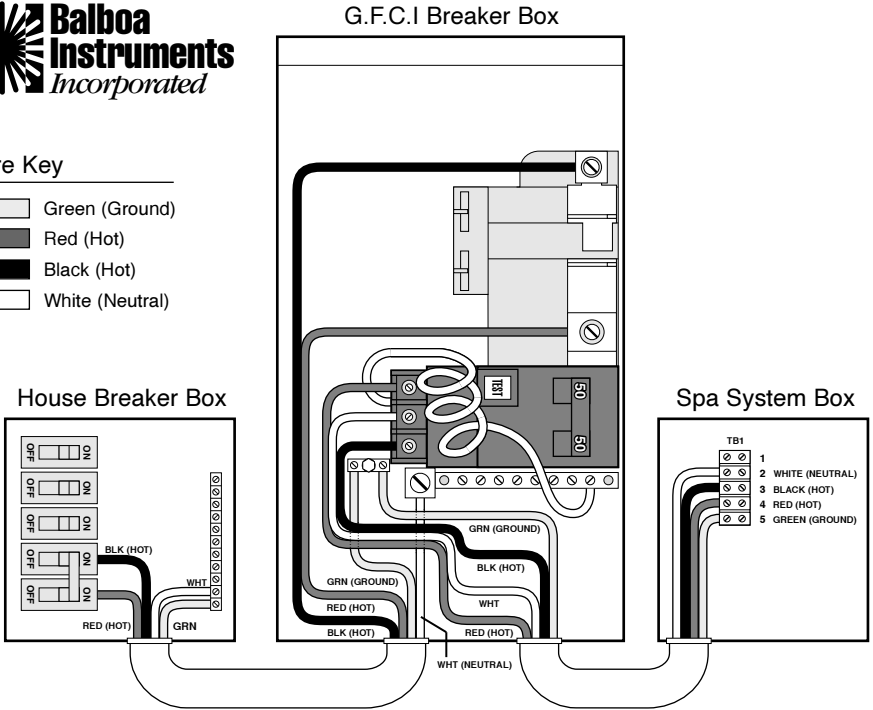 G.F.C.I Breaker Box
Balboa
Instruments
Incorporated
re Key
Green (Ground)
Red (Hot)
Black (Hot)
White (Neutral)
House Breaker Box
Spa System Box
TEST
50
50
OFF ON
OFF ON
OFF ON
OFF ON
OFF ON
BLK (HOT)
WHT
RED (HOT)
GRN
GRN (GROUND)
BLK (HOT)
GRN (GROUND)
RED (HOT)
WHT
BLK (HOT)
RED (HOT)
WHT (NEUTRAL)
TB1
1
2 WHITE (NEUTRAL)
3 BLACK (HOT)
4 RED (HOT)
5 GREEN (GROUND)